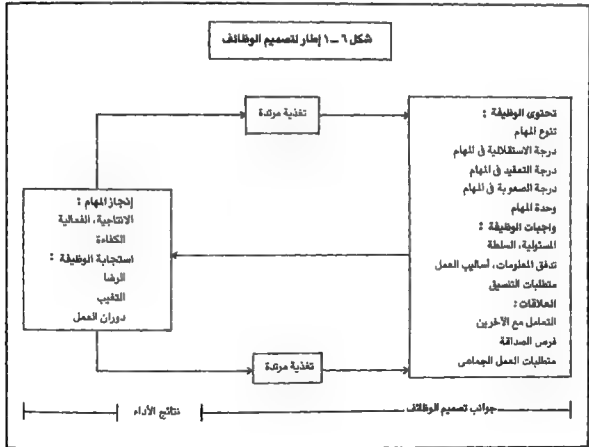 شكل ٦ – ١ إطار لتصميم الوظائف
تغذية مرتدة
تحتوى الوظيفة :
تنوع المهام
درجة الاستقلالية فى المهام
درجة التعقيد فى المهام
درجة الصعوبة فى المهام
وحدة المهام
واجبات الوظيفة :
المسئولية، السلطة
تدفق المعلومات، أساليب العمل
متطلبات التنسيق
العلاقات :
التعامل مع الآخرين
فرص الصداقة
متطلبات العمل الجماعى
إنجاز المهام :
الانتاجية، الفعالية
الكفاءة
استجابة الوظيفة :
الرضا
التغيب
دوران العمل
تغذية مرتدة
جوانب تصميم الوظائف
نتائج الأداء